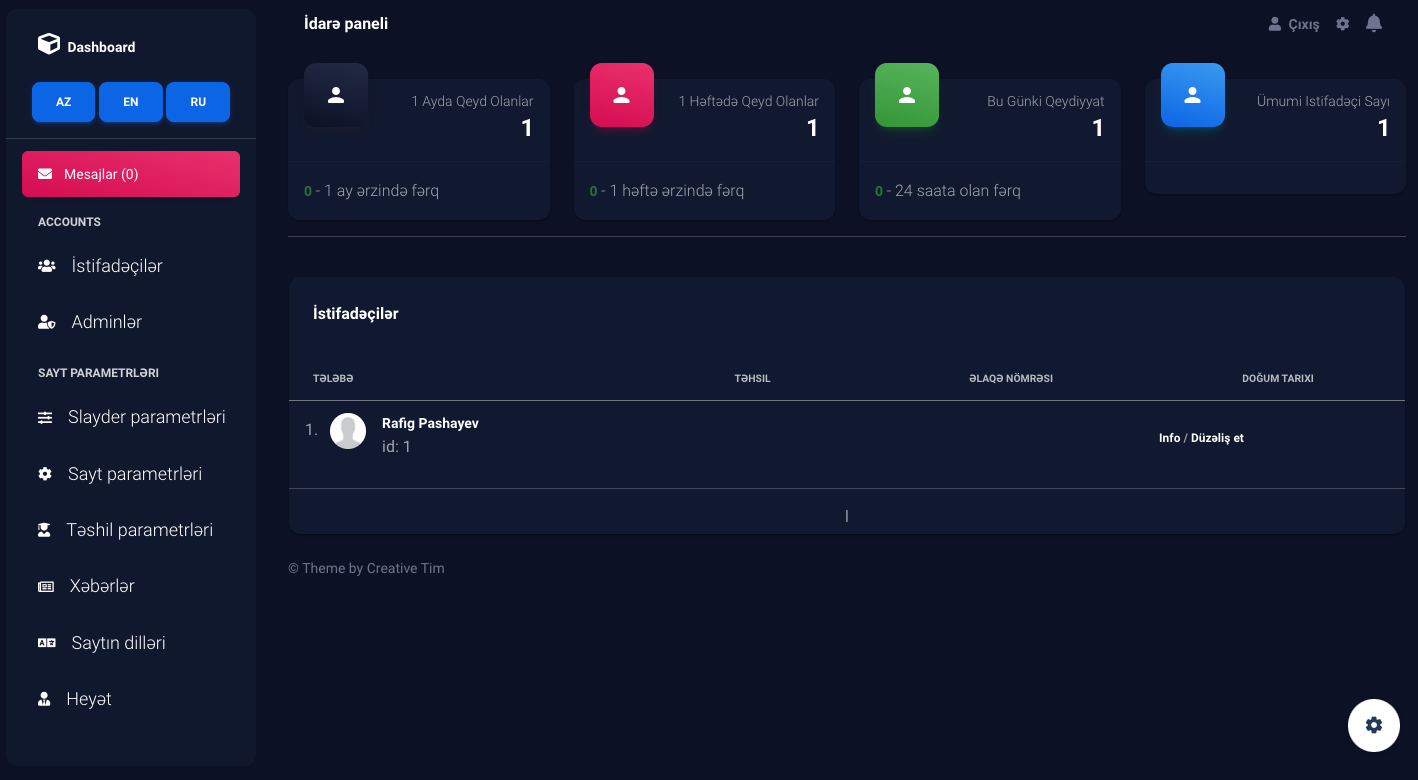 Dashboard
AZ EN RU
Mesajlar (0)
ACCOUNTS
İstifadəçilər
Adminlər
SAYT PARAMETRLƏRI
Slayder parametrləri
Sayt parametrləri
Təshil parametrləri
Xəbərlər
Saytın dilləri
Heyət
İdarə paneli
Çıxış
1 Ayda Qeyd Olanlar
1
0 - 1 ay ərzində fərq
1 Həftədə Qeyd Olanlar
1
0 - 1 həftə ərzində fərq
Bu Günki Qeydiyyat
1
0 - 24 saata olan fərq
Ümumi Istifadəçi Sayı
1
İstifadəçilər
TƏLƏBƏ TƏHSIL ƏLAQƏ NÖMRƏSI DOĞUM TARIXI
1. Rafig Pashayev
id: 1
Info / Düzəliş et
|
© Theme by Creative Tim